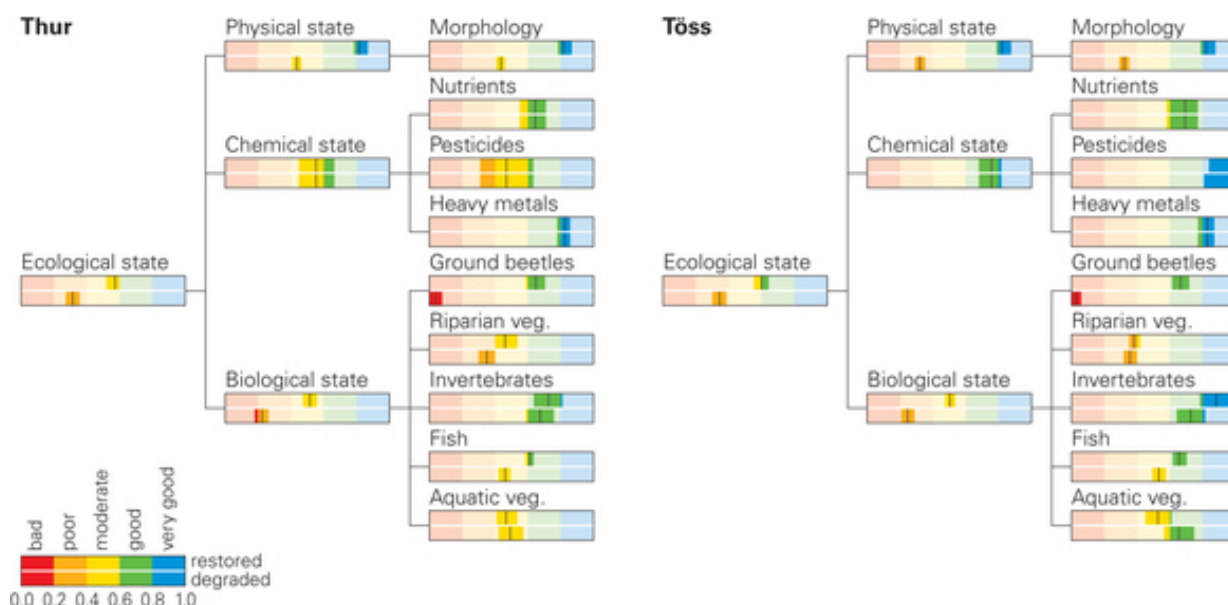 Thur
Physical state
Morphology
Nutrients
Chemical state
Pesticides
Heavy metals
Ecological state
Ground beetles
Riparian veg.
Biological state
Invertebrates
Fish
Aquatic veg.
bad
poor
moderate
good
very good
restored
degraded
0.0 0.2 0.4 0.6 0.8 1.0
Töss
Physical state
Morphology
Nutrients
Chemical state
Pesticides
Heavy metals
Ecological state
Ground beetles
Riparian veg.
Biological state
Invertebrates
Fish
Aquatic veg.